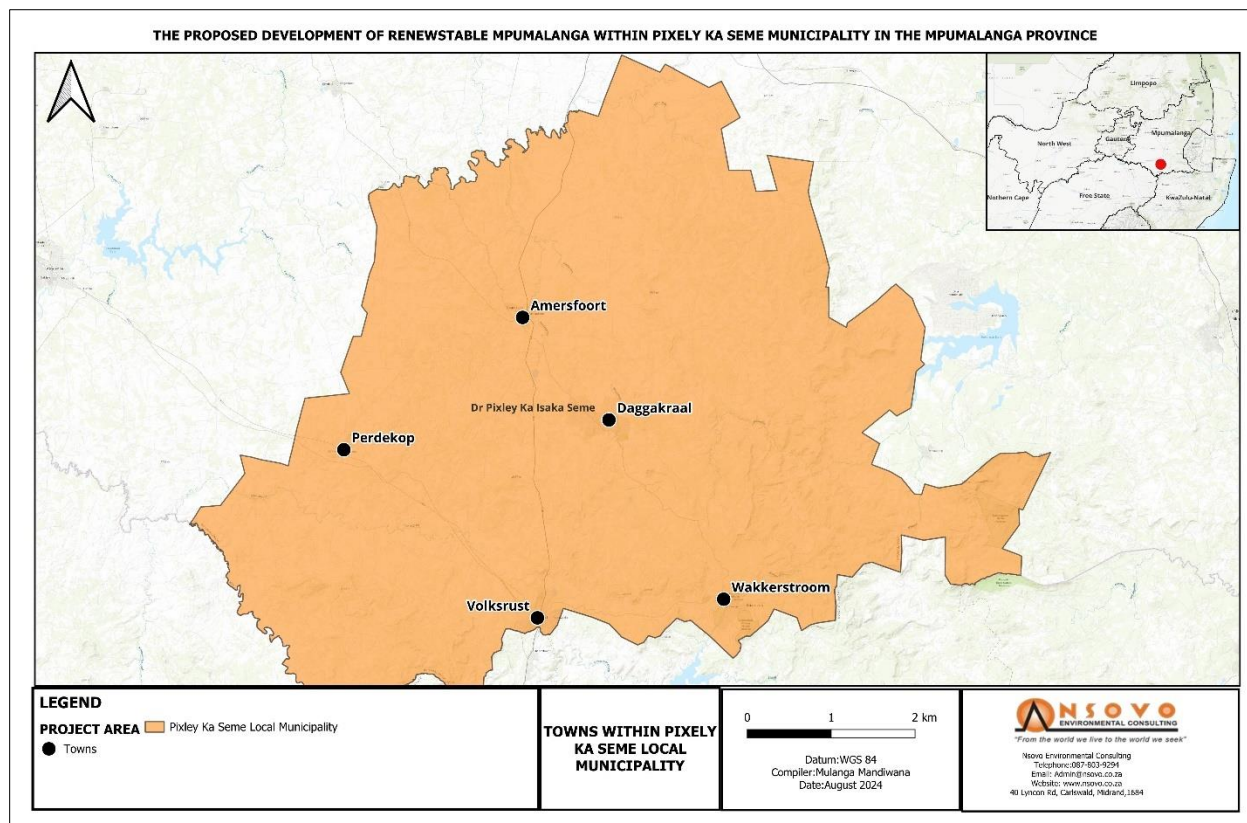 THE PROPOSED DEVELOPMENT OF RENEWSTABLE MPUMALANGA WITHIN PIXELY KA SEME MUNICIPALITY IN THE MPUMALANGA PROVINCE
Limpopo
Mpumalanga
Gauteng
North West
Free State
KwaZulu-Natal
Nothern Cape
Amersfoort
Dr Pixley Ka Isaka Seme
Daggakraal
Perdekop
Wakkerstroom
Volksrust
LEGEND
PROJECT AREA
Pixley Ka Seme Local Municipality
Towns
TOWNS WITHIN PIXELY
KA SEME LOCAL
MUNICIPALITY
0 1 2 km
Datum:WGS 84
Compiler:Mulanga Mandiwana
Date:August 2024
NSOVO
ENVIRONMENTAL CONSULTING
"From the world we live to the world we seek"
Nsovo Environmental Consulting
Telephone:087-803-9294
Email: Admin@nsovo.co.za
Website: www.nsovo.co.za
40 Lyncon Rd, Carlswald, Midrand,1684